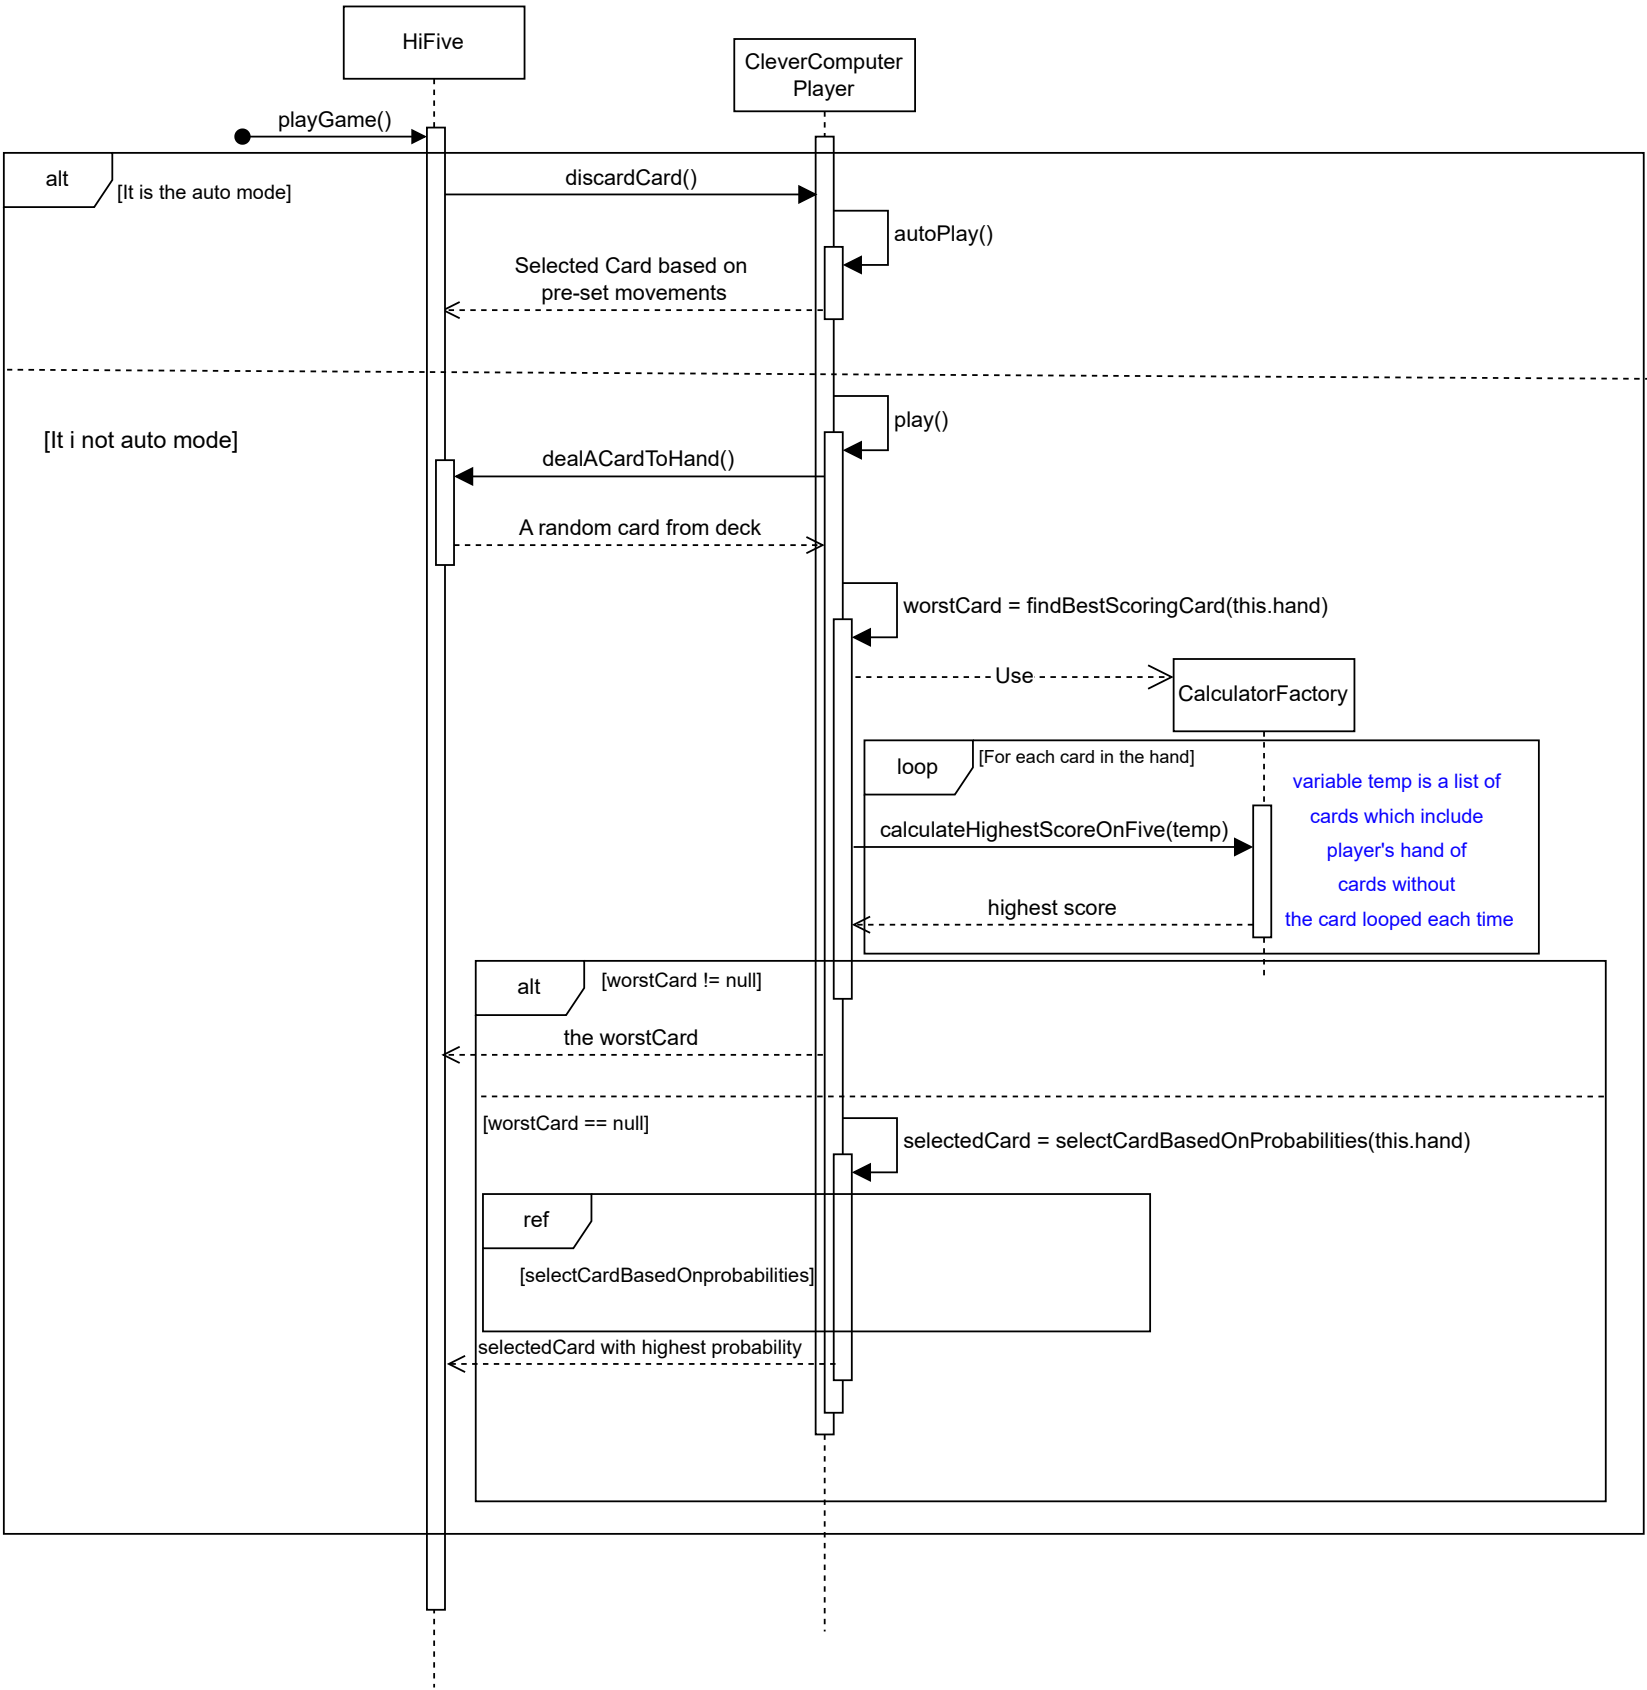 HiFive
CleverComputer
Player
playGame()
alt
[It is the auto mode]
discardCard()
autoPlay()
Selected Card based on
pre-set movements
play()
[It i not auto mode]
dealACardToHand()
A random card from deck
worstCard = findBestScoringCard(this.hand)
Use
CalculatorFactory
loop
[For each card in the hand]
variable temp is a list of
cards which include
player's hand of
cards without
the card looped each time
calculateHighestScoreOnFive(temp)
highest score
alt
[worstCard != null]
the worstCard
[worstCard == null]
selectedCard = selectCardBasedOnProbabilities(this.hand)
ref
[selectCardBasedOnprobabilities]
selectedCard with highest probability